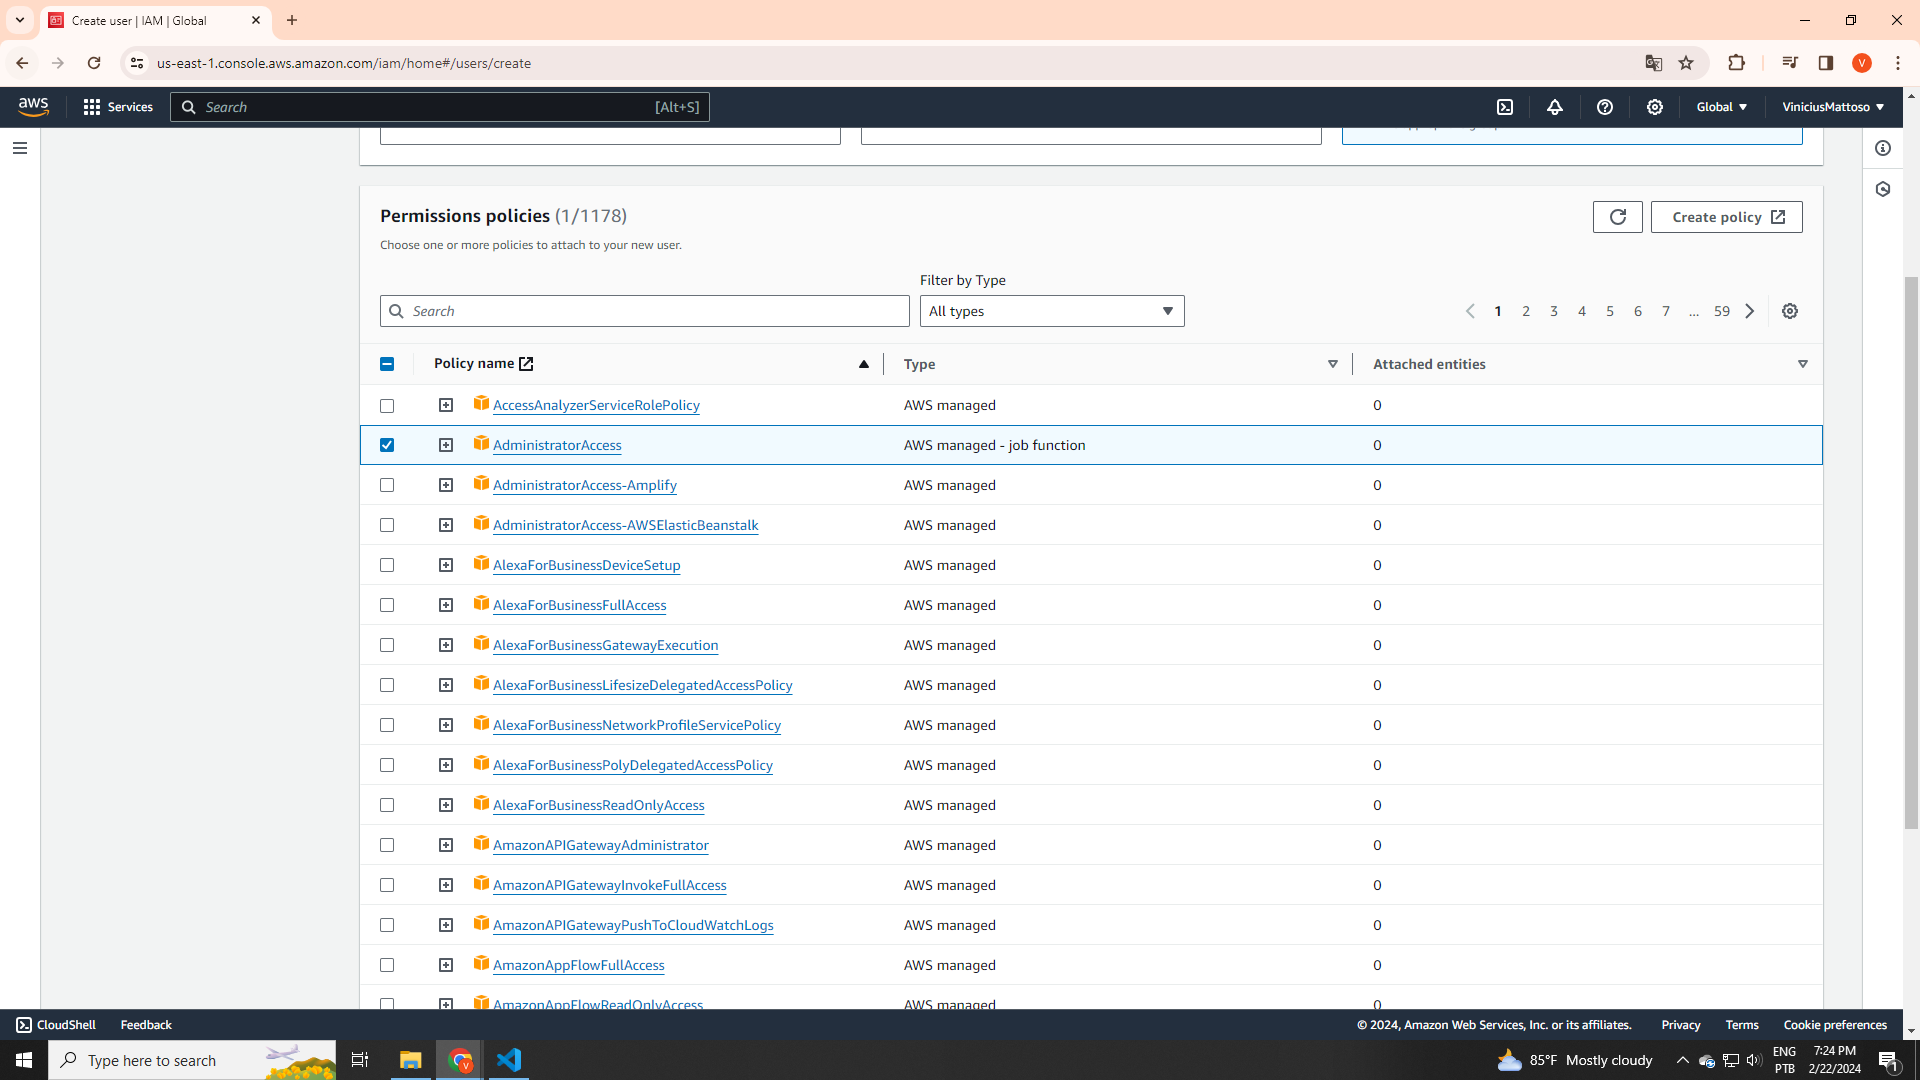 Create user | IAM | Global
us-east-1.console.aws.amazon.com/iam/home#/users/create
V
aws
Services
Search
[Alt+S]
Global
ViniciusMattoso
Permissions policies (1/1178)
Create policy
Choose one or more policies to attach to your new user.
Filter by Type
Search
All types
1 2 3 4 5 6 7 ... 59
Policy name Type Attached entities
AccessAnalyzerServiceRolePolicy AWS managed 0
AdministratorAccess AWS managed - job function 0
AdministratorAccess-Amplify AWS managed 0
AdministratorAccess-AWSElasticBeanstalk AWS managed 0
AlexaForBusinessDeviceSetup AWS managed 0
AlexaForBusinessFullAccess AWS managed 0
AlexaForBusinessGatewayExecution AWS managed 0
AlexaForBusinessLifesizeDelegatedAccessPolicy AWS managed 0
AlexaForBusinessNetworkProfileServicePolicy AWS managed 0
AlexaForBusinessPolyDelegatedAccessPolicy AWS managed 0
AlexaForBusinessReadOnlyAccess AWS managed 0
AmazonAPIGatewayAdministrator AWS managed 0
AmazonAPIGatewayInvokeFullAccess AWS managed 0
AmazonAPIGatewayPushToCloudWatchLogs AWS managed 0
AmazonAppFlowFullAccess AWS managed 0
AmazonAppFlowReadOnlyAccess AWS managed 0
CloudShell Feedback © 2024, Amazon Web Services, Inc. or its affiliates. Privacy Terms Cookie preferences
Type here to search
85°F Mostly cloudy
ENG
PTB
7:24 PM
2/22/2024
1